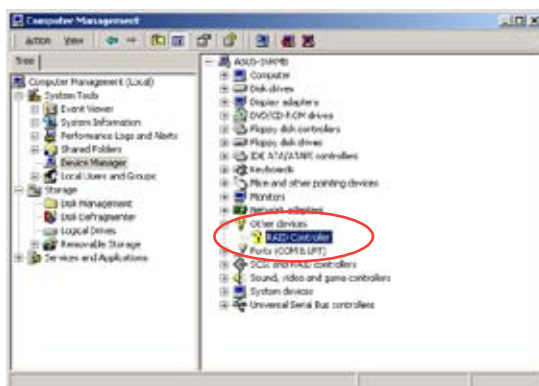 Computer Management
Action View
Tree
Computer Management (Local)
System Tools
Event Viewer
System Information
Performance Logs and Alerts
Shared Folders
Device Manager
Local Users and Groups
Storage
Disk Management
Disk Defragmenter
Logical Drives
Removable Storage
Services and Applications
Computer
Disk drives
Display adapters
DVD/CD-ROM drives
Floppy disk controllers
Floppy disk drives
IDE ATA/ATAPI controllers
Keyboards
Mice and other pointing devices
Monitors
Network adapters
Other devices
RAID Controller
Ports (COM & LPT)
SCSI and RAID controllers
Sound, video and game controllers
System devices
Universal Serial Bus controllers